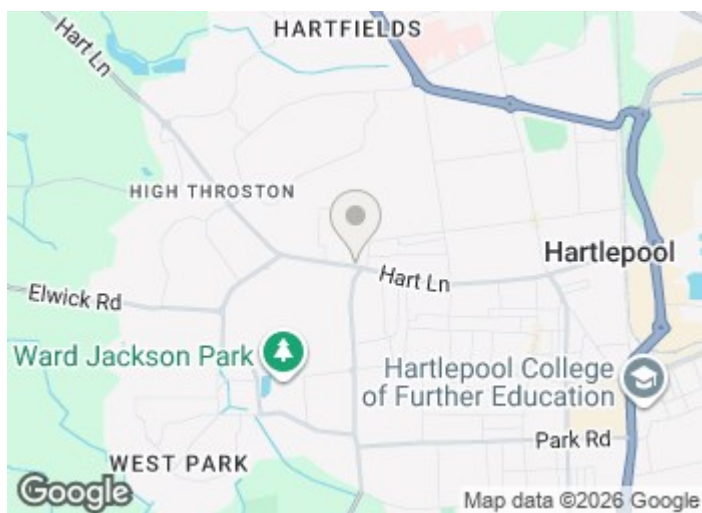 HARTFIELDS
Hart Ln
HIGH THROSTON
Hartlepool
Hart Ln
Elwick Rd
Ward Jackson Park
Hartlepool College
of Further Education
Park Rd
WEST PARK
Google
Map data ©2026 Google